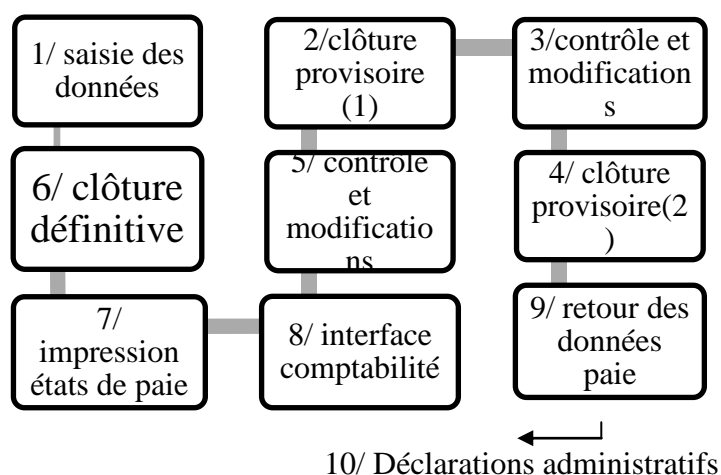 1/ saisie des
données
2/clôture
provisoire
(1)
3/contrôle et
modification
s
6/ clôture
définitive
5/ contrôle
et
modificatio
ns
4/ clôture
provisoire(2
)
7/
impression
états de paie
8/ interface
comptabilité
9/ retour des
données
paie
10/ Déclarations administratifs